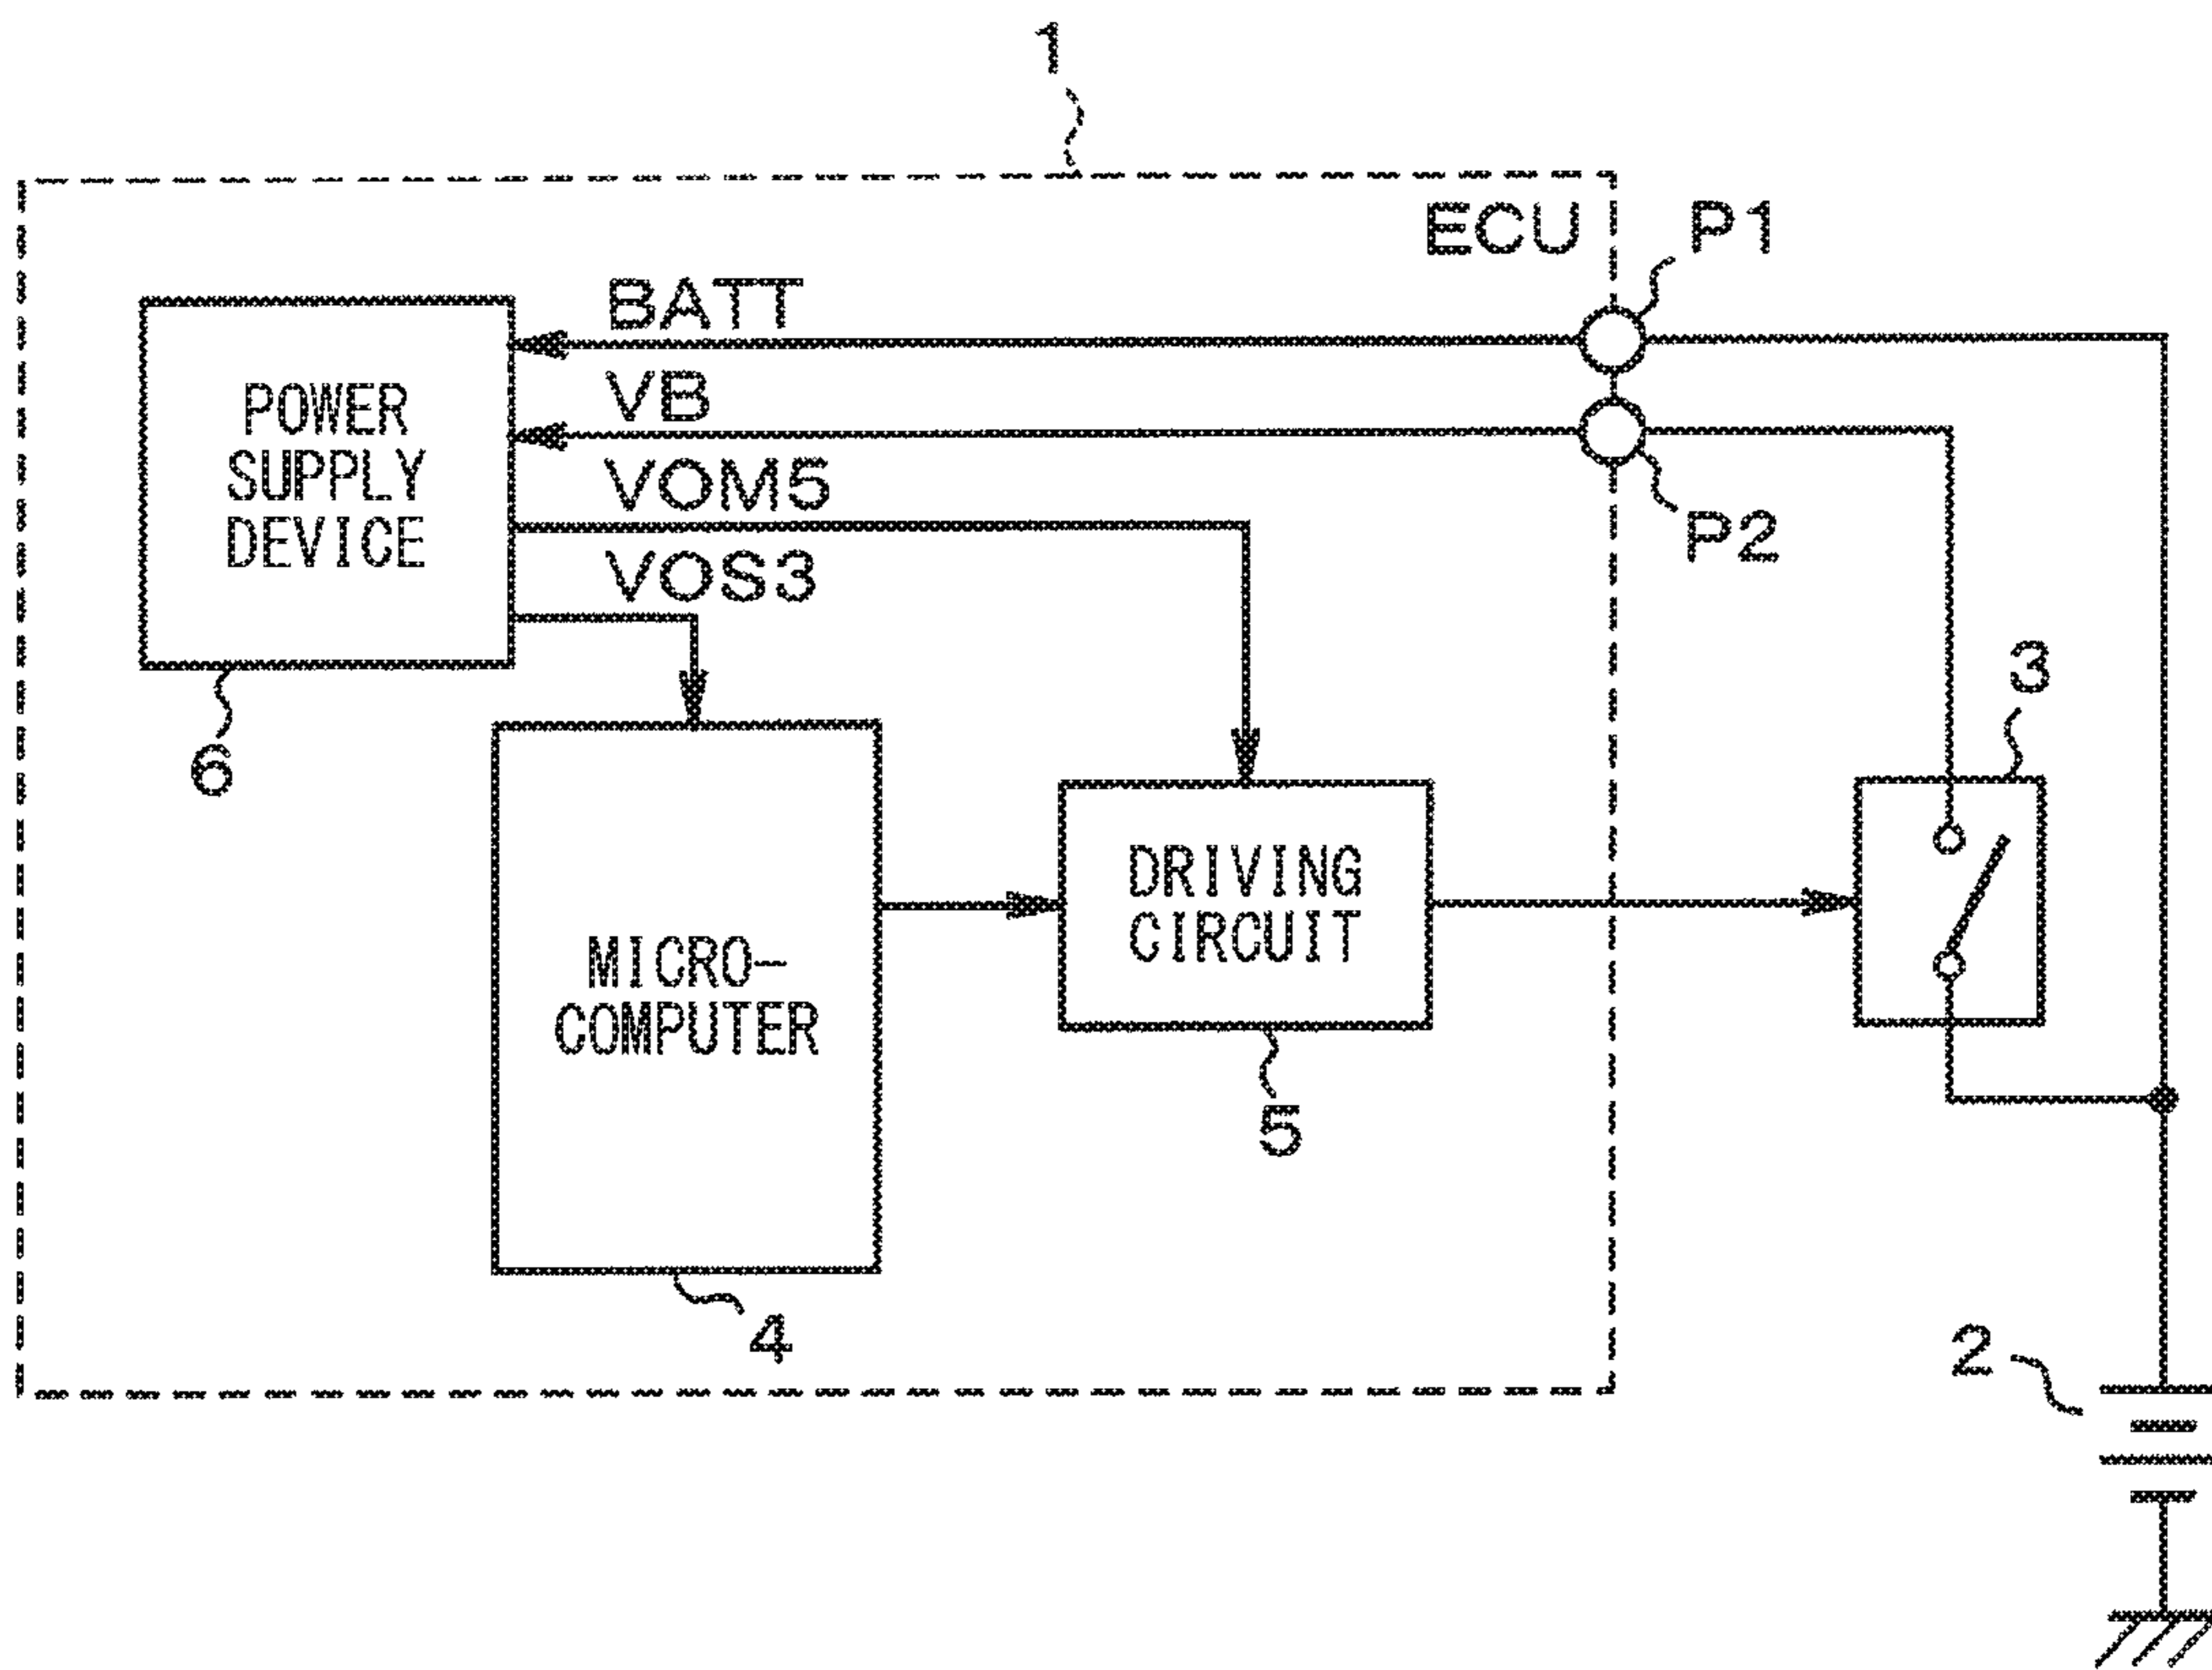 1
ECU
P1
BATT
VB
VOM5
P2
VOS3
POWER
SUPPLY
DEVICE
3
6
DRIVING
CIRCUIT
MICRO-
COMPUTER
5
4
2